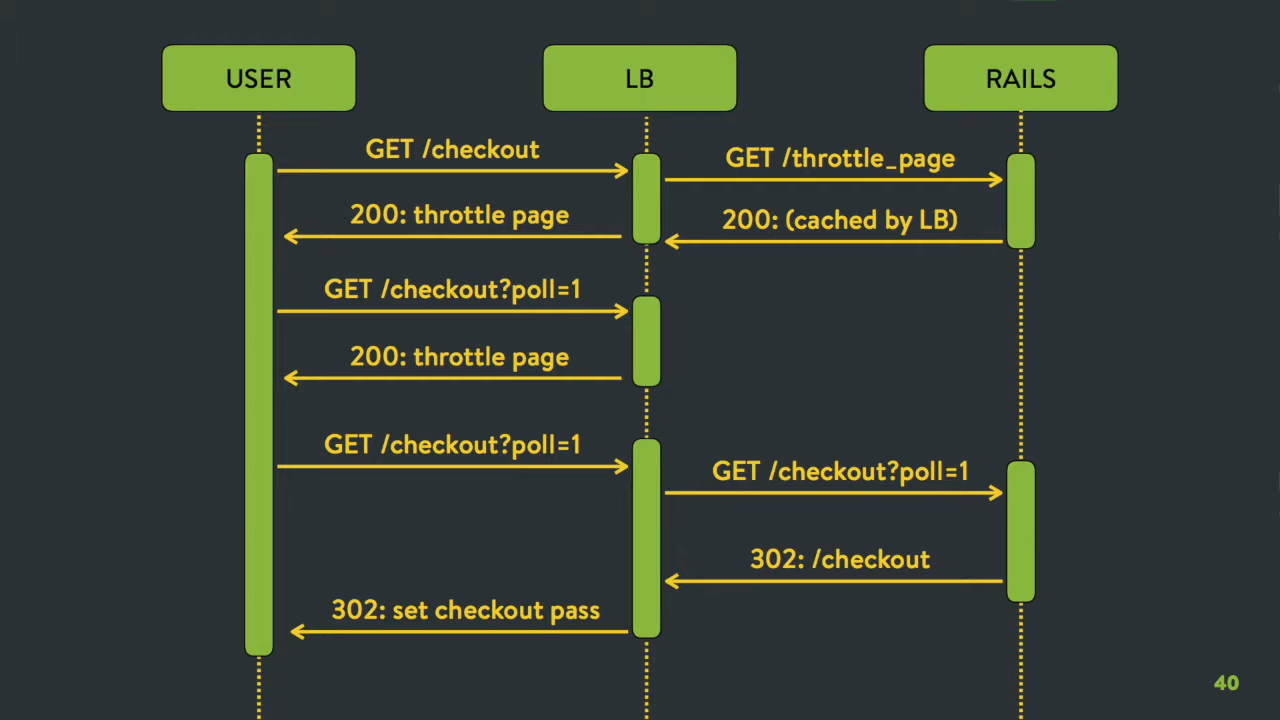 USER
LB
RAILS
GET /checkout
GET /throttle_page
200: throttle page
200: (cached by LB)
GET /checkout?poll=1
200: throttle page
GET /checkout?poll=1
GET /checkout?poll=1
302: /checkout
302: set checkout pass
40